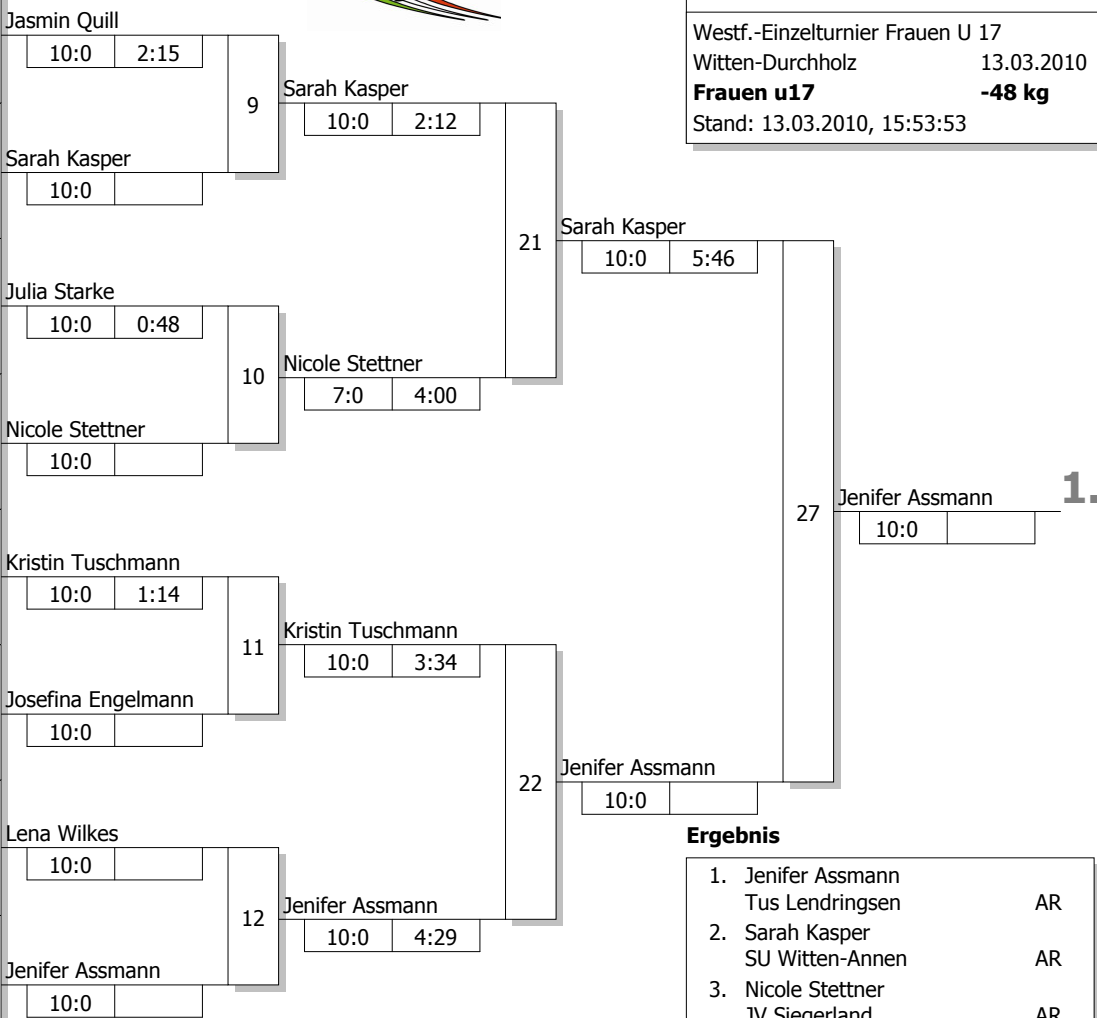 Jasmin Quill
10:0 2:15
9
Sarah Kasper
10:0 2:12
Sarah Kasper
10:0
Westf.-Einzelturnier Frauen U 17
Witten-Durchholz 13.03.2010
Frauen u17 -48 kg
Stand: 13.03.2010, 15:53:53
21
Sarah Kasper
10:0 5:46
Julia Starke
10:0 0:48
10
Nicole Stettner
7:0 4:00
Nicole Stettner
10:0
27
Jenifer Assmann 1.
10:0
Kristin Tuschmann
10:0 1:14
11
Kristin Tuschmann
10:0 3:34
Josefina Engelmann
10:0
22
Jenifer Assmann
10:0
Lena Wilkes
10:0
12
Jenifer Assmann
10:0 4:29
Jenifer Assmann
10:0
Ergebnis
1. Jenifer Assmann
Tus Lendringsen AR
2. Sarah Kasper
SU Witten-Annen AR
3. Nicole Stettner
JV Siegerland AR